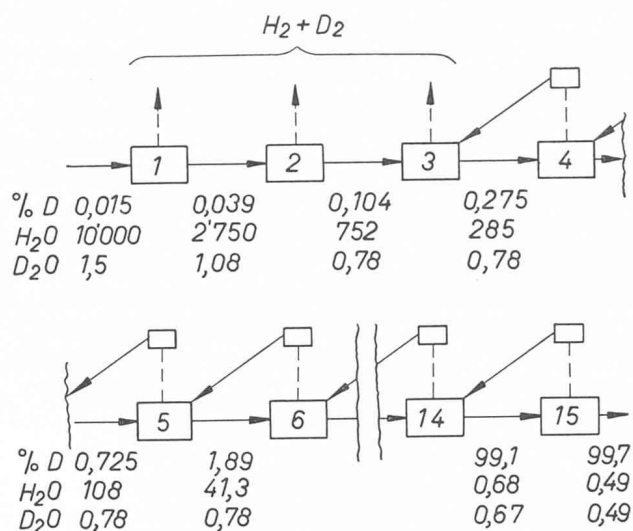 H2 + D2
1 2 3 4
% D 0,015 0,039 0,104 0,275
H2O 10'000 2'750 752 285
D2O 1,5 1,08 0,78 0,78
5 6 14 15
% D 0,725 1,89 99,1 99,7
H2O 108 41,3 0,68 0,49
D2O 0,78 0,78 0,67 0,49